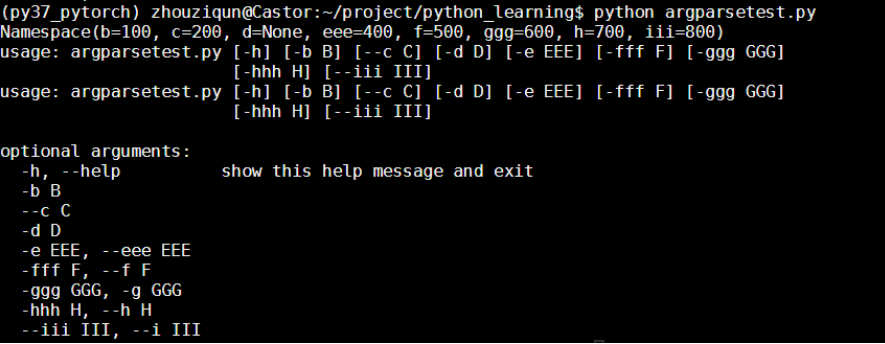 (py37_pytorch) zhouziqun@Castor:~/project/python_learning$ python argparsetest.py
Namespace(b=100, c=200, d=None, eee=400, f=500, ggg=600, h=700, iii=800)
usage: argparsetest.py [-h] [-b B] [--c C] [-d D] [-e EEE] [-fff F] [-ggg GGG]
                       [-hhh H] [--iii III]
usage: argparsetest.py [-h] [-b B] [--c C] [-d D] [-e EEE] [-fff F] [-ggg GGG]
                       [-hhh H] [--iii III]

optional arguments:
  -h, --help            show this help message and exit
  -b B
  --c C
  -d D
  -e EEE, --eee EEE
  -fff F, --f F
  -ggg GGG, -g GGG
  -hhh H, --h H
  --iii III, --i III